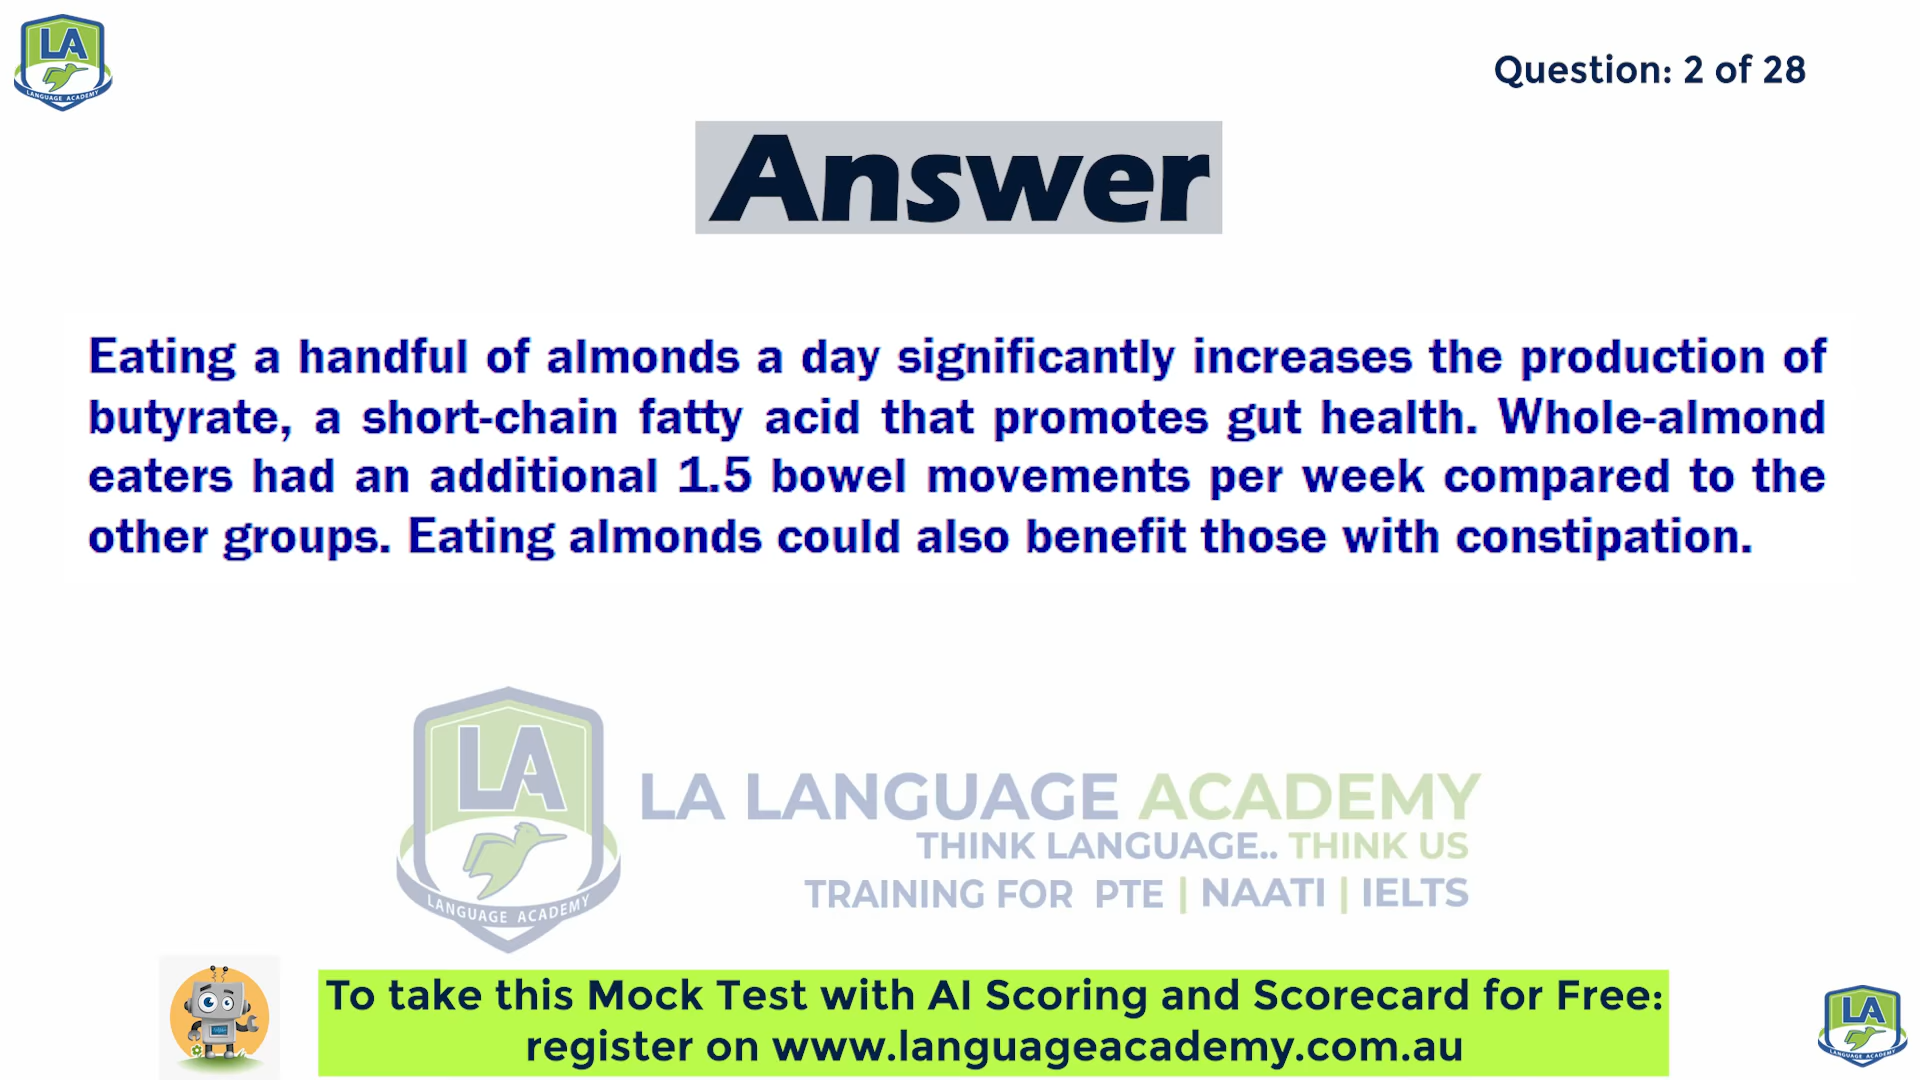 LA
LANGUAGE ACADEMY
Question: 2 of 28
Answer
Eating a handful of almonds a day significantly increases the production of
butyrate, a short-chain fatty acid that promotes gut health. Whole-almond
eaters had an additional 1.5 bowel movements per week compared to the
other groups. Eating almonds could also benefit those with constipation.
LA
LANGUAGE ACADEMY
LA LANGUAGE ACADEMY
THINK LANGUAGE.. THINK US
TRAINING FOR PTE | NAATI | IELTS
To take this Mock Test with AI Scoring and Scorecard for Free:
register on www.languageacademy.com.au
LA
LANGUAGE ACADEMY